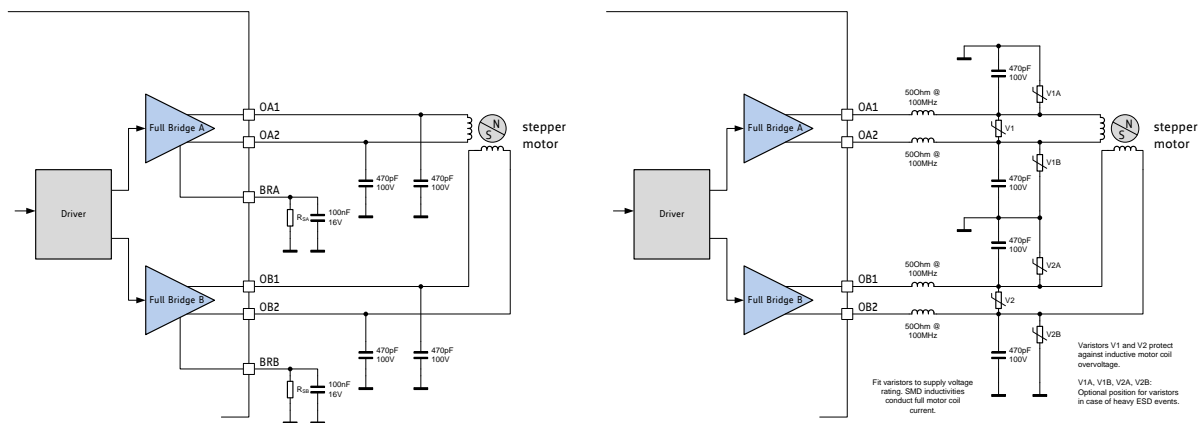 OA1
Full Bridge A
OA2
N
S
stepper
motor
470pF
100V
470pF
100V
BRA
Driver
RSA
100nF
16V
OB1
Full Bridge B
OB2
470pF
100V
470pF
100V
BRB
RSB
100nF
16V
470pF
100V
V1A
50Ohm @
100MHz
OA1
Full Bridge A
V1
OA2
N
S
stepper
motor
50Ohm @
100MHz
V1B
470pF
100V
Driver
470pF
100V
50Ohm @
100MHz
V2A
OB1
Full Bridge B
V2
OB2
50Ohm @
100MHz
V2B
470pF
100V
Fit varistors to supply voltage
rating. SMD inductivities
conduct full motor coil
current.
Varistors V1 and V2 protect
against inductive motor coil
overvoltage.
V1A, V1B, V2A, V2B:
Optional position for varistors
in case of heavy ESD events.